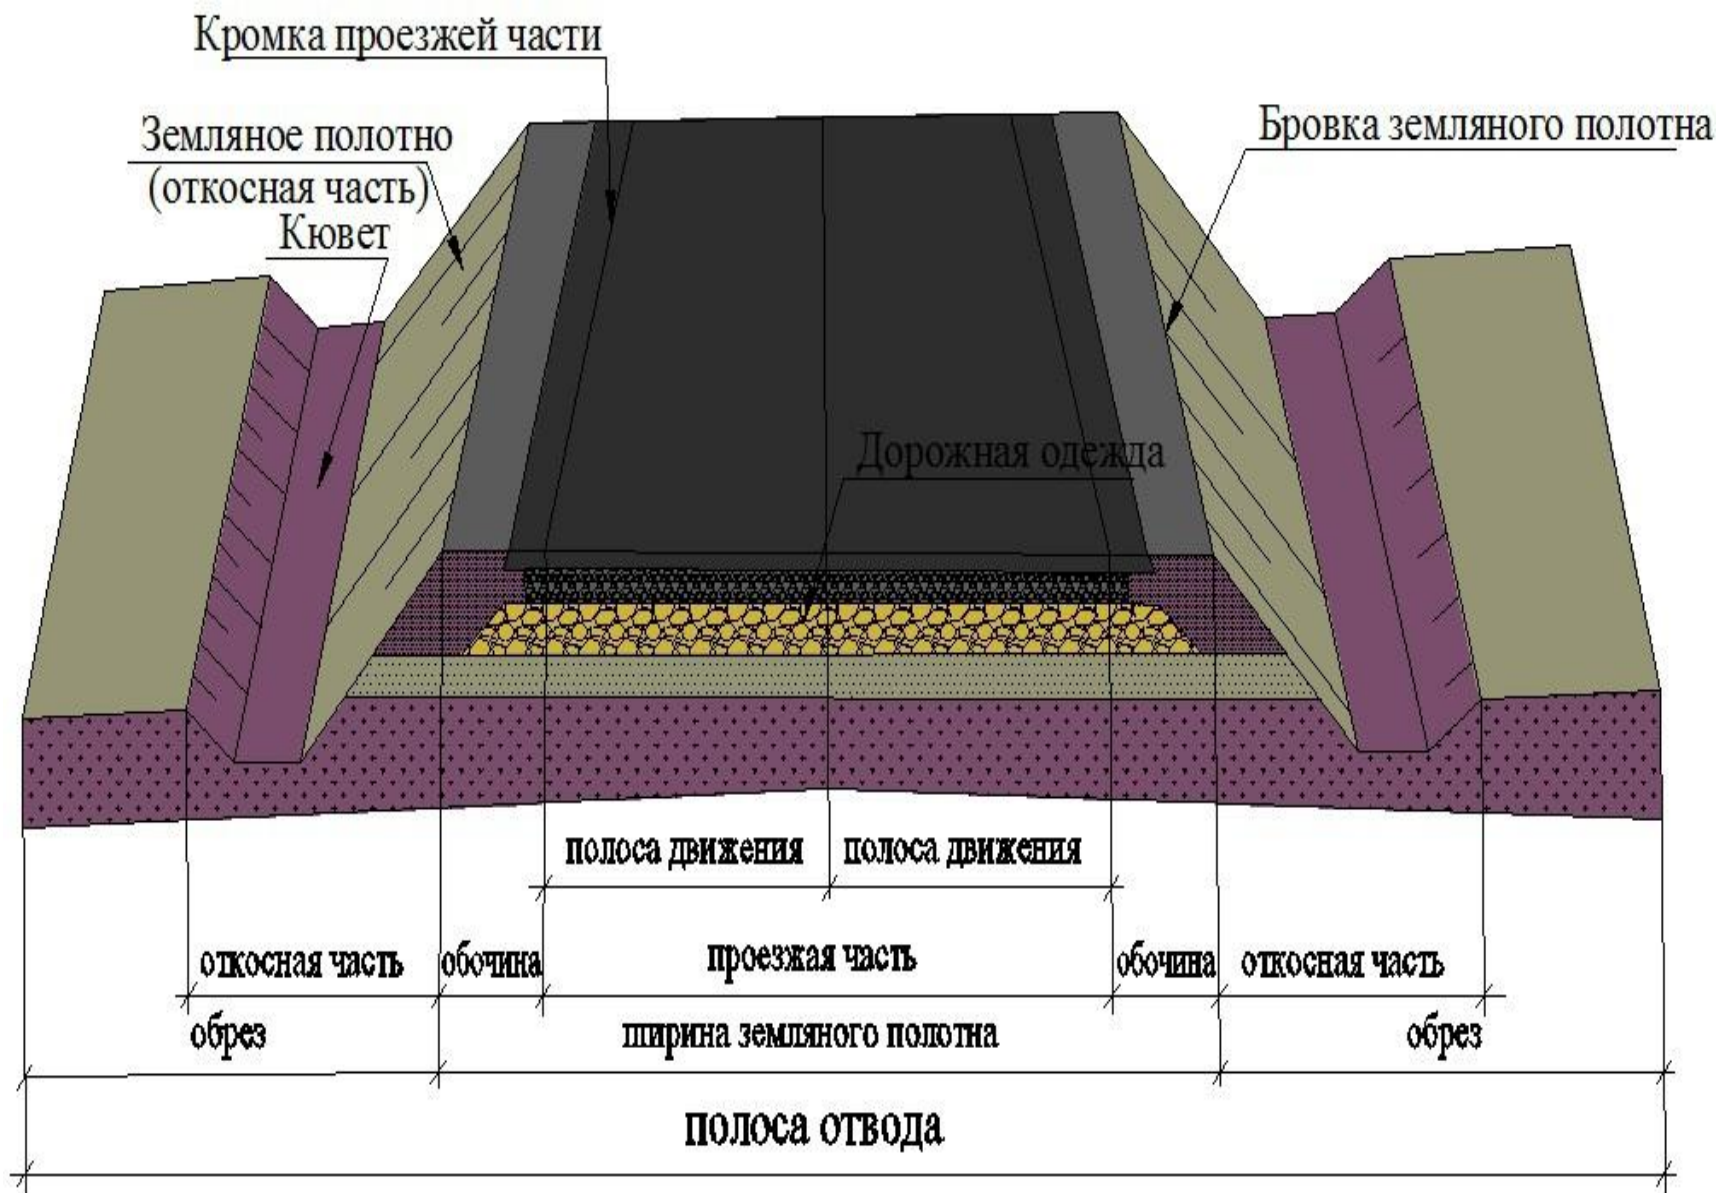 Кромка проезжей части
Земляное полотно
(откосная часть)
Кювет
Бровка земляного полотна
Дорожная одежда
полоса движения
полоса движения
откосная часть
обочина
проезжая часть
обочина
откосная часть
обрез
ширина земляного полотна
обрез
полоса отвода